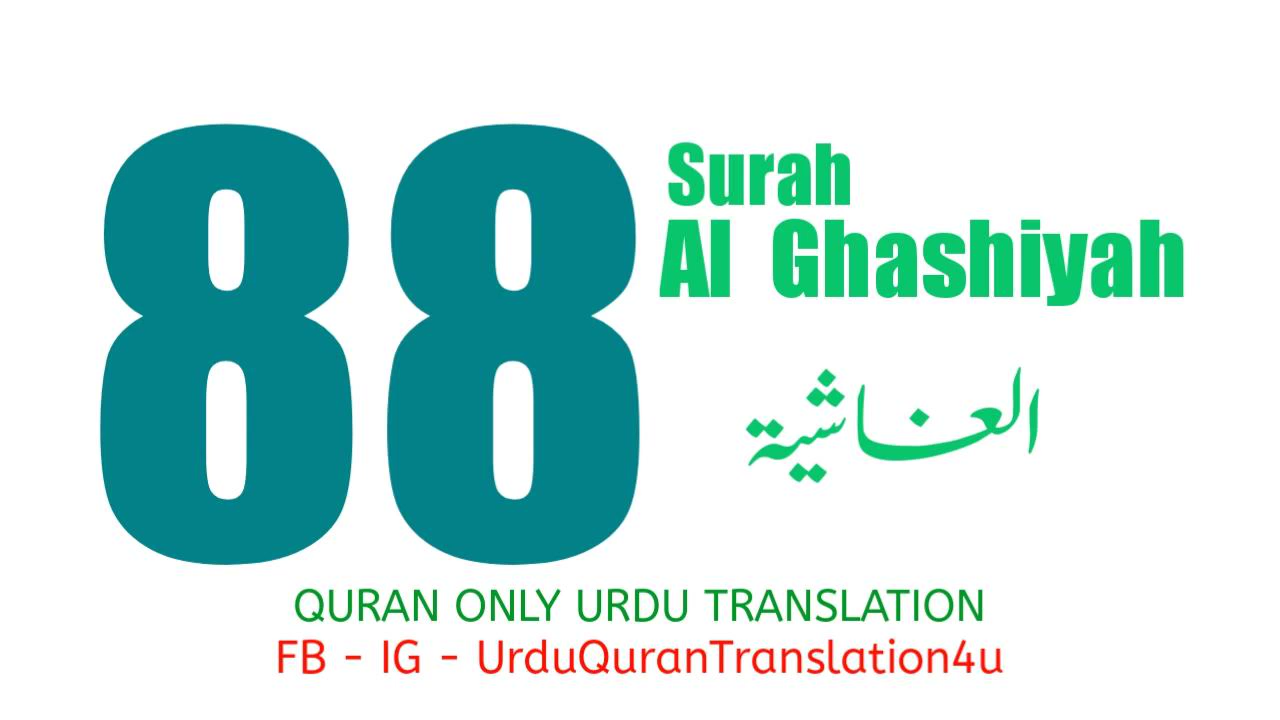 88
Surah
Al Ghashiyah
الغاشية
QURAN ONLY URDU TRANSLATION
FB - IG - UrduQuranTranslation4u